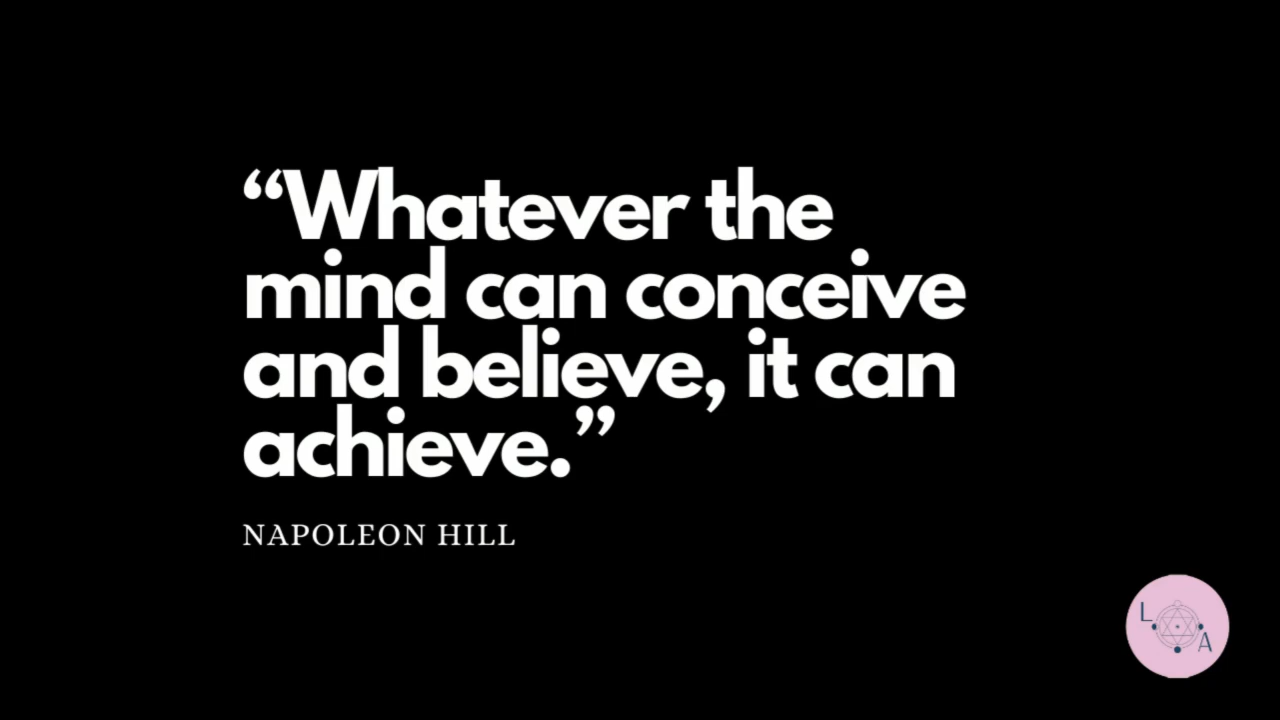 “Whatever the
mind can conceive
and believe, it can
achieve.”
NAPOLEON HILL
L
A